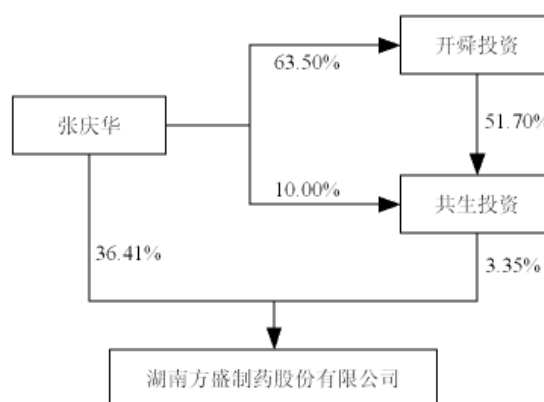 开舜投资
63.50%
张庆华
51.70%
10.00%
共生投资
36.41%
3.35%
湖南方盛制药股份有限公司